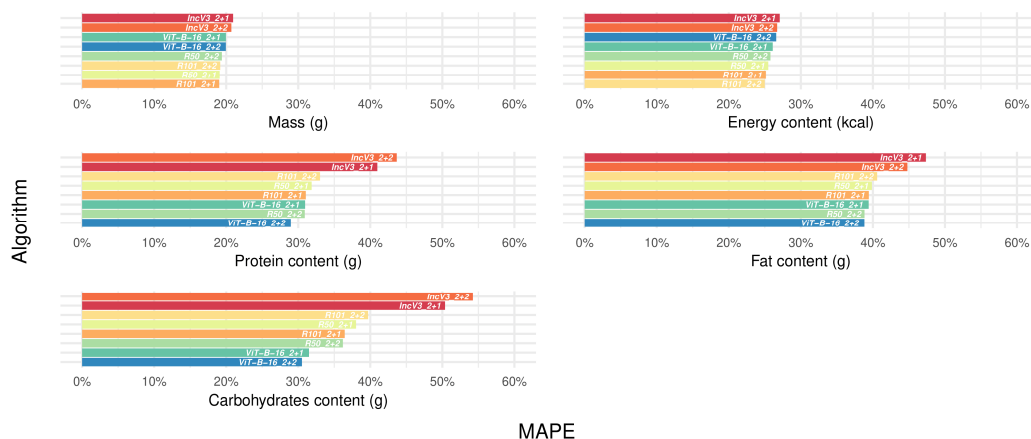 IncV3_2+1
IncV3_2+2
ViT−B−16_2+1
ViT−B−16_2+2
R50_2+2
R101_2+2
R50_2+1
R101_2+1
0% 10% 20% 30% 40% 50% 60%
Mass (g)
IncV3_2+1
IncV3_2+2
ViT−B−16_2+2
ViT−B−16_2+1
R50_2+2
R50_2+1
R101_2+1
R101_2+2
0% 10% 20% 30% 40% 50% 60%
Energy content (kcal)
IncV3_2+2
IncV3_2+1
R101_2+2
R50_2+1
R101_2+1
ViT−B−16_2+1
R50_2+2
ViT−B−16_2+2
0% 10% 20% 30% 40% 50% 60%
Protein content (g)
IncV3_2+1
IncV3_2+2
R101_2+2
R50_2+1
R101_2+1
ViT−B−16_2+1
R50_2+2
ViT−B−16_2+2
0% 10% 20% 30% 40% 50% 60%
Fat content (g)
IncV3_2+2
IncV3_2+1
R101_2+2
R50_2+1
R101_2+1
R50_2+2
ViT−B−16_2+1
ViT−B−16_2+2
0% 10% 20% 30% 40% 50% 60%
Carbohydrates content (g)
Algorithm
MAPE